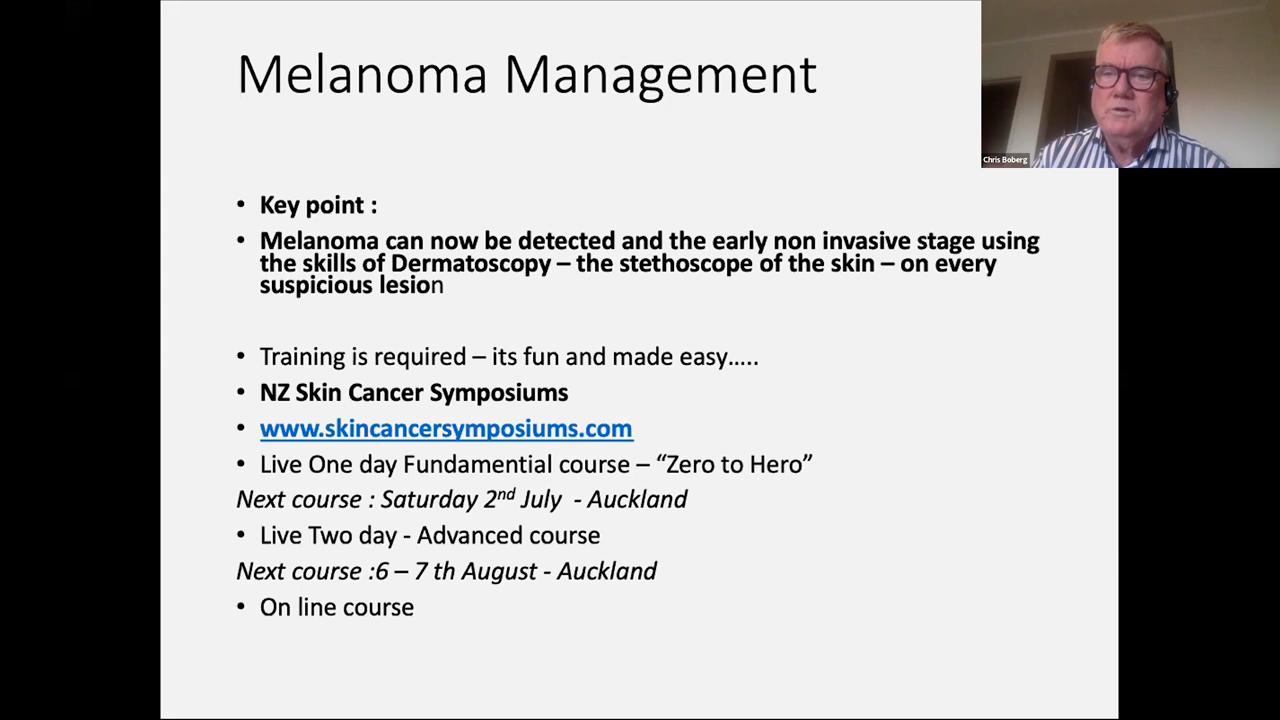 Melanoma Management
Chris Boberg
• Key point :
• Melanoma can now be detected and the early non invasive stage using
the skills of Dermatoscopy – the stethoscope of the skin – on every
suspicious lesion
• Training is required – its fun and made easy.....
• NZ Skin Cancer Symposiums
• www.skincancersymposiums.com
• Live One day Fundamential course – “Zero to Hero”
Next course : Saturday 2nd July - Auckland
• Live Two day - Advanced course
Next course :6 – 7 th August - Auckland
• On line course